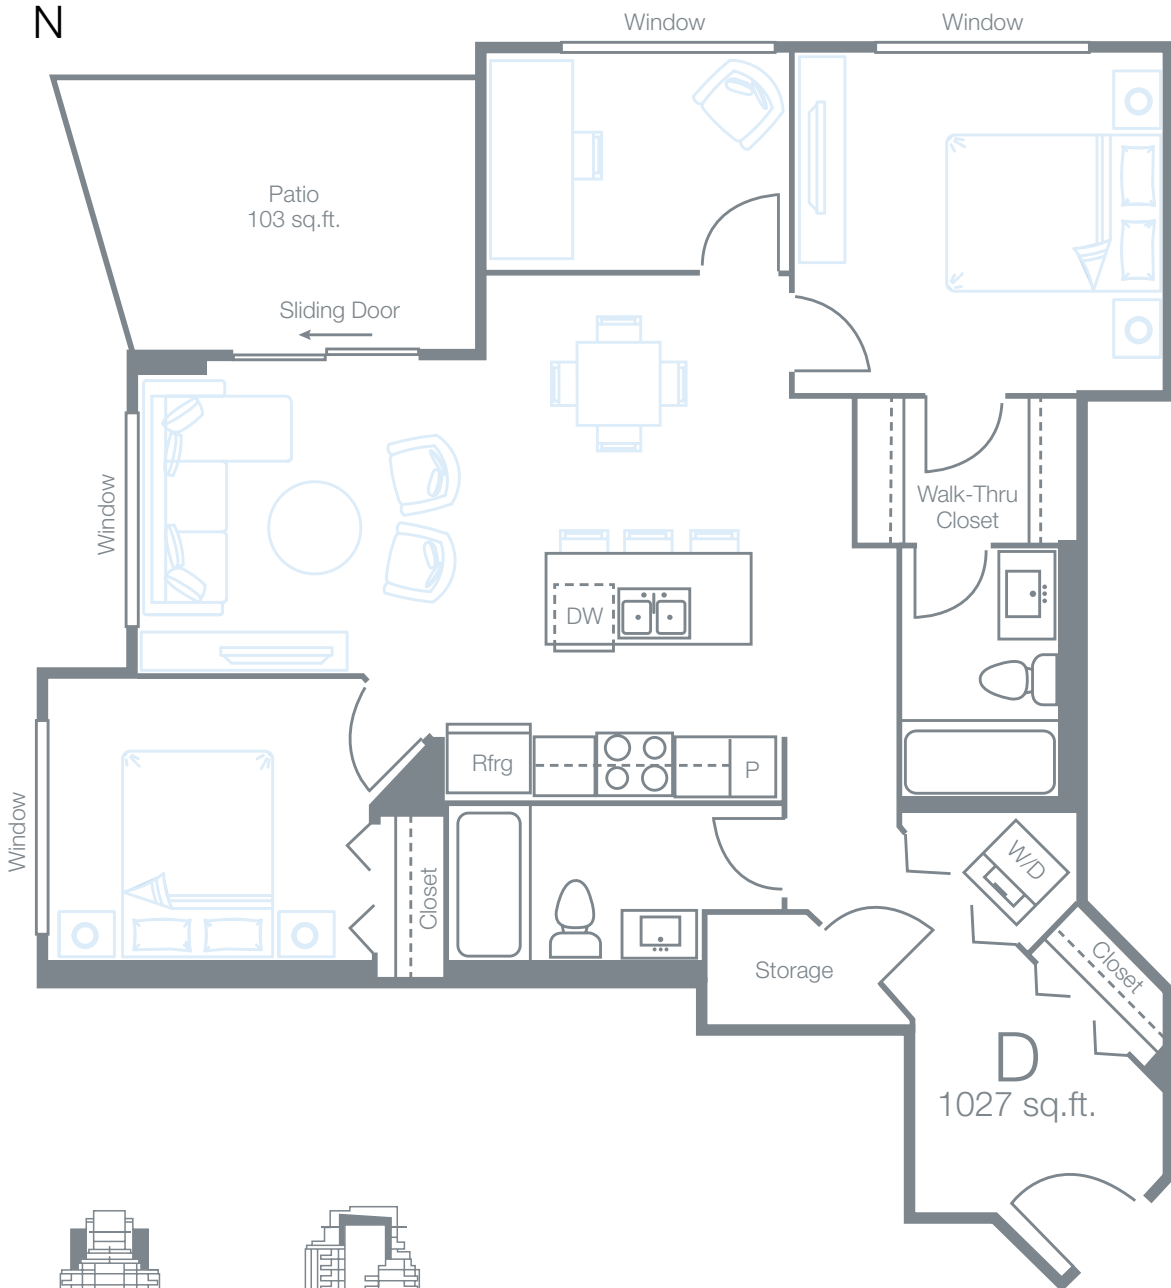 N
Window
Window
Patio
103 sq.ft.
Sliding Door
Window
Walk-Thru
Closet
DW
Rfrg
P
Window
Closet
W/D
Storage
Closet
D
1027 sq.ft.